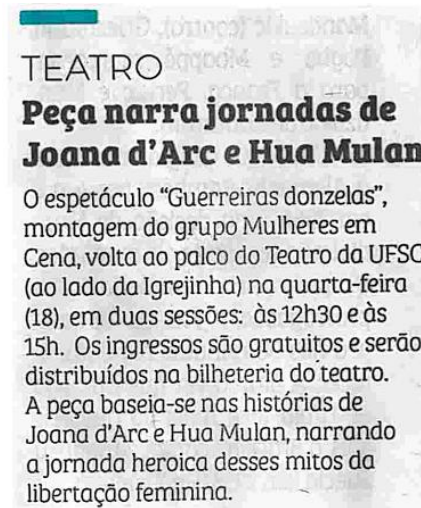 TEATRO
Peça narra jornadas de
Joana d'Arc e Hua Mulan
O espetáculo “Guerreiras donzelas”,
montagem do grupo Mulheres em
Cena, volta ao palco do Teatro da UFSC
(ao lado da Igrejinha) na quarta-feira
(18), em duas sessões: às 12h30 e às
15h. Os ingressos são gratuitos e serão
distribuídos na bilheteria do teatro.
A peça baseia-se nas histórias de
Joana d'Arc e Hua Mulan, narrando
a jornada heroica desses mitos da
libertação feminina.